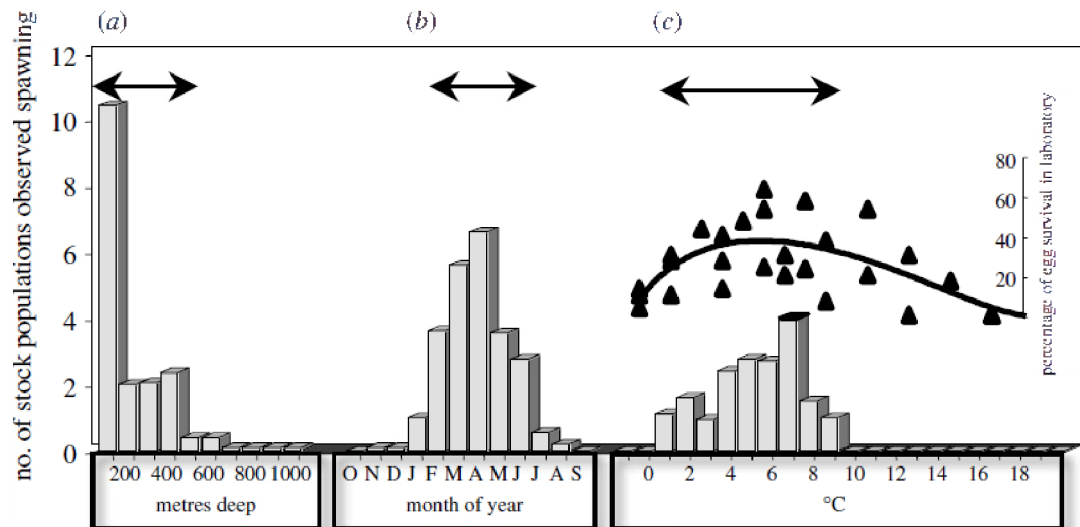 (a)
(b)
(c)
no. of stock populations observed spawning
12
10
8
6
4
2
0
percentage of egg survival in laboratory
80
60
40
20
200 400 600 800 1000
metres deep
O N D J F M A M J J A S
month of year
0 2 4 6 8 10 12 14 16 18
°C